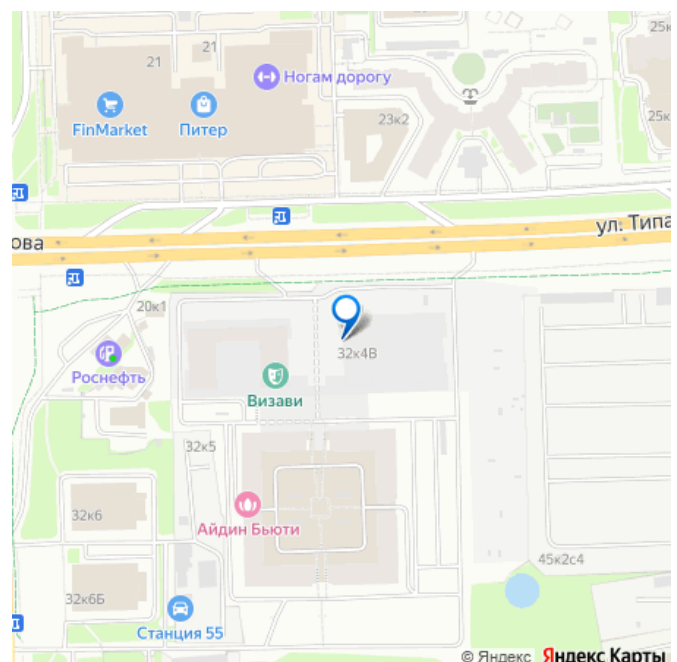 21
21
25к
Ногам дорогу
FinMarket
Питер
23к2
25к
ова
ул. Типа
20к1
32к4В
Роснефть
Визави
32к5
32к6
Айдин Бьюти
45к2с4
32к6Б
Станция 55
© Яндекс Яндекс Карты